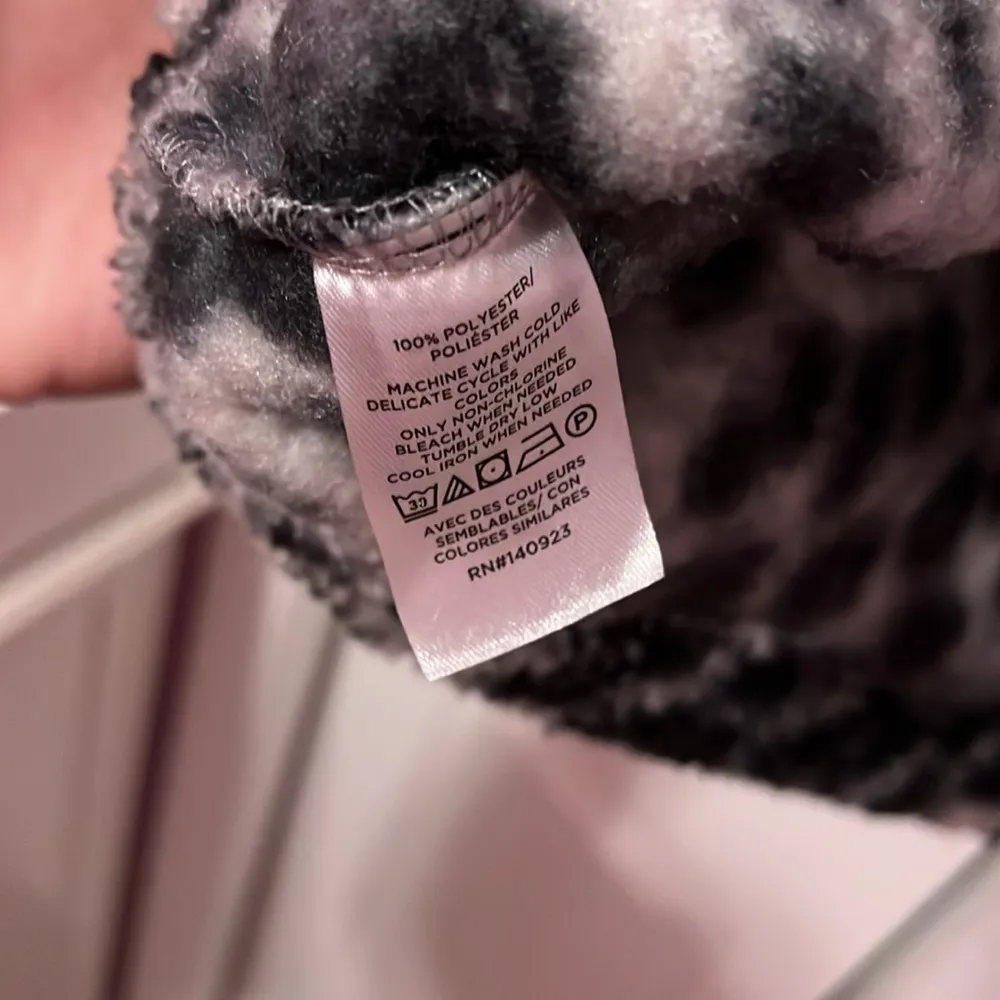 100% POLYESTER/
POLIÉSTER
MACHINE WASH COLD
DELICATE CYCLE WITH LIKE
COLORS
ONLY NON-CHLORINE
BLEACH WHEN NEEDED
TUMBLE DRY LOW
COOL IRON WHEN NEEDED
30 P
AVEC DES COULEURS
SEMBLABLES/ CON
COLORES SIMILARES
RN#140923